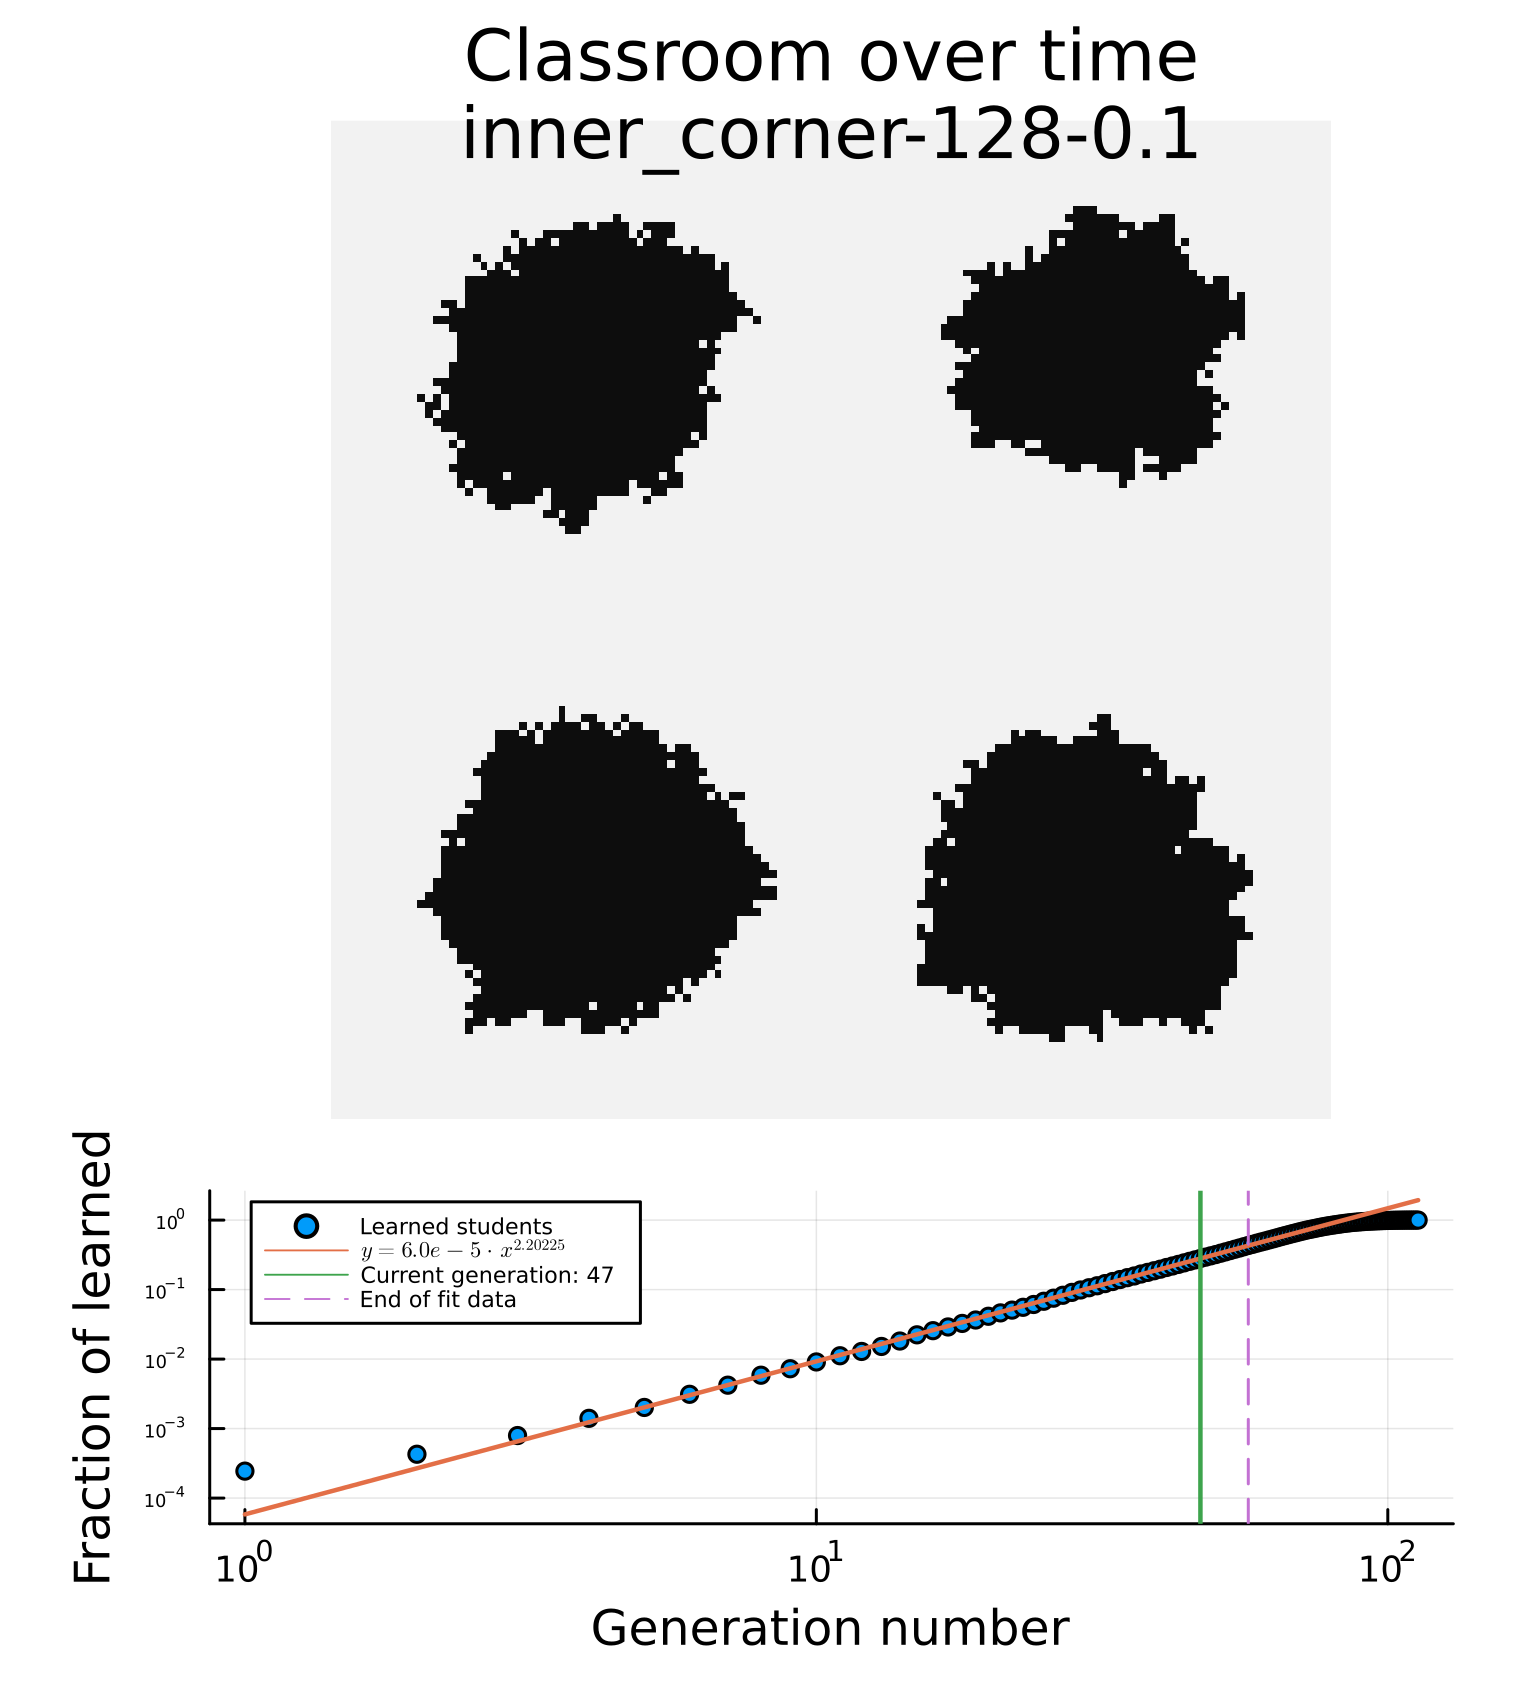 Classroom over time
inner_corner-128-0.1
Fraction of learned
10^0
10^-1
10^-2
10^-3
10^-4
Learned students
y = 6.0e − 5 · x^2.20225
Current generation: 47
End of fit data
10^0 10^1 10^2
Generation number